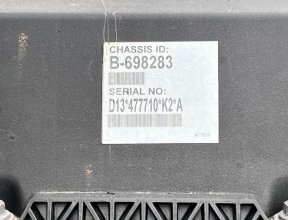 CHASSIS ID:
B-698283
SERIAL NO:
D13*477710*K2*A